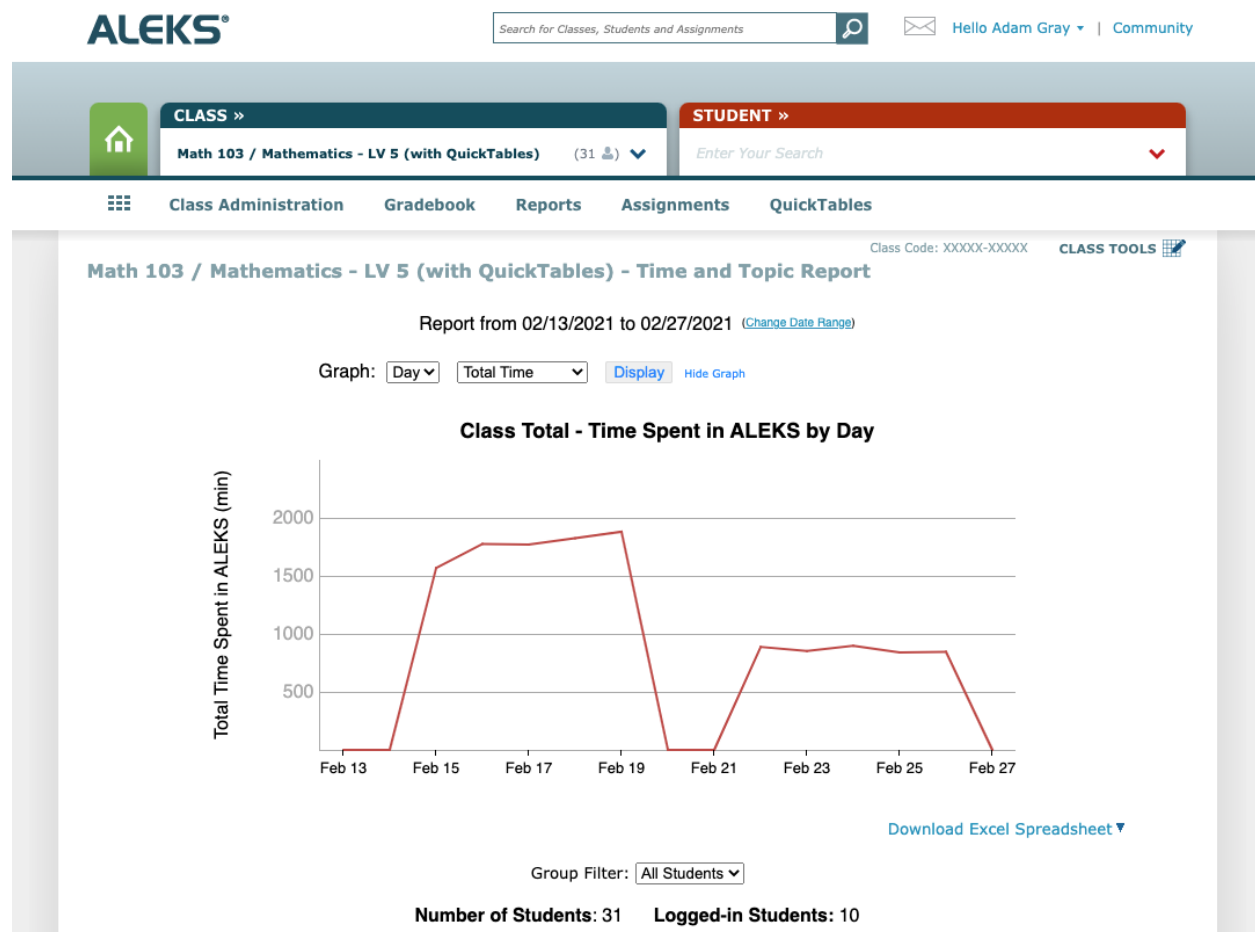 ALEKS®
Search for Classes, Students and Assignments
Hello Adam Gray ▾ | Community
CLASS »
STUDENT »
Math 103 / Mathematics - LV 5 (with QuickTables) (31 )
Enter Your Search
Class Administration Gradebook Reports Assignments QuickTables
Class Code: XXXXX-XXXXX CLASS TOOLS
Math 103 / Mathematics - LV 5 (with QuickTables) - Time and Topic Report
Report from 02/13/2021 to 02/27/2021 (Change Date Range)
Graph: Day Total Time Display Hide Graph
Class Total - Time Spent in ALEKS by Day
Total Time Spent in ALEKS (min)
2000
1500
1000
500
Feb 13 Feb 15 Feb 17 Feb 19 Feb 21 Feb 23 Feb 25 Feb 27
Download Excel Spreadsheet ▼
Group Filter: All Students
Number of Students: 31 Logged-in Students: 10